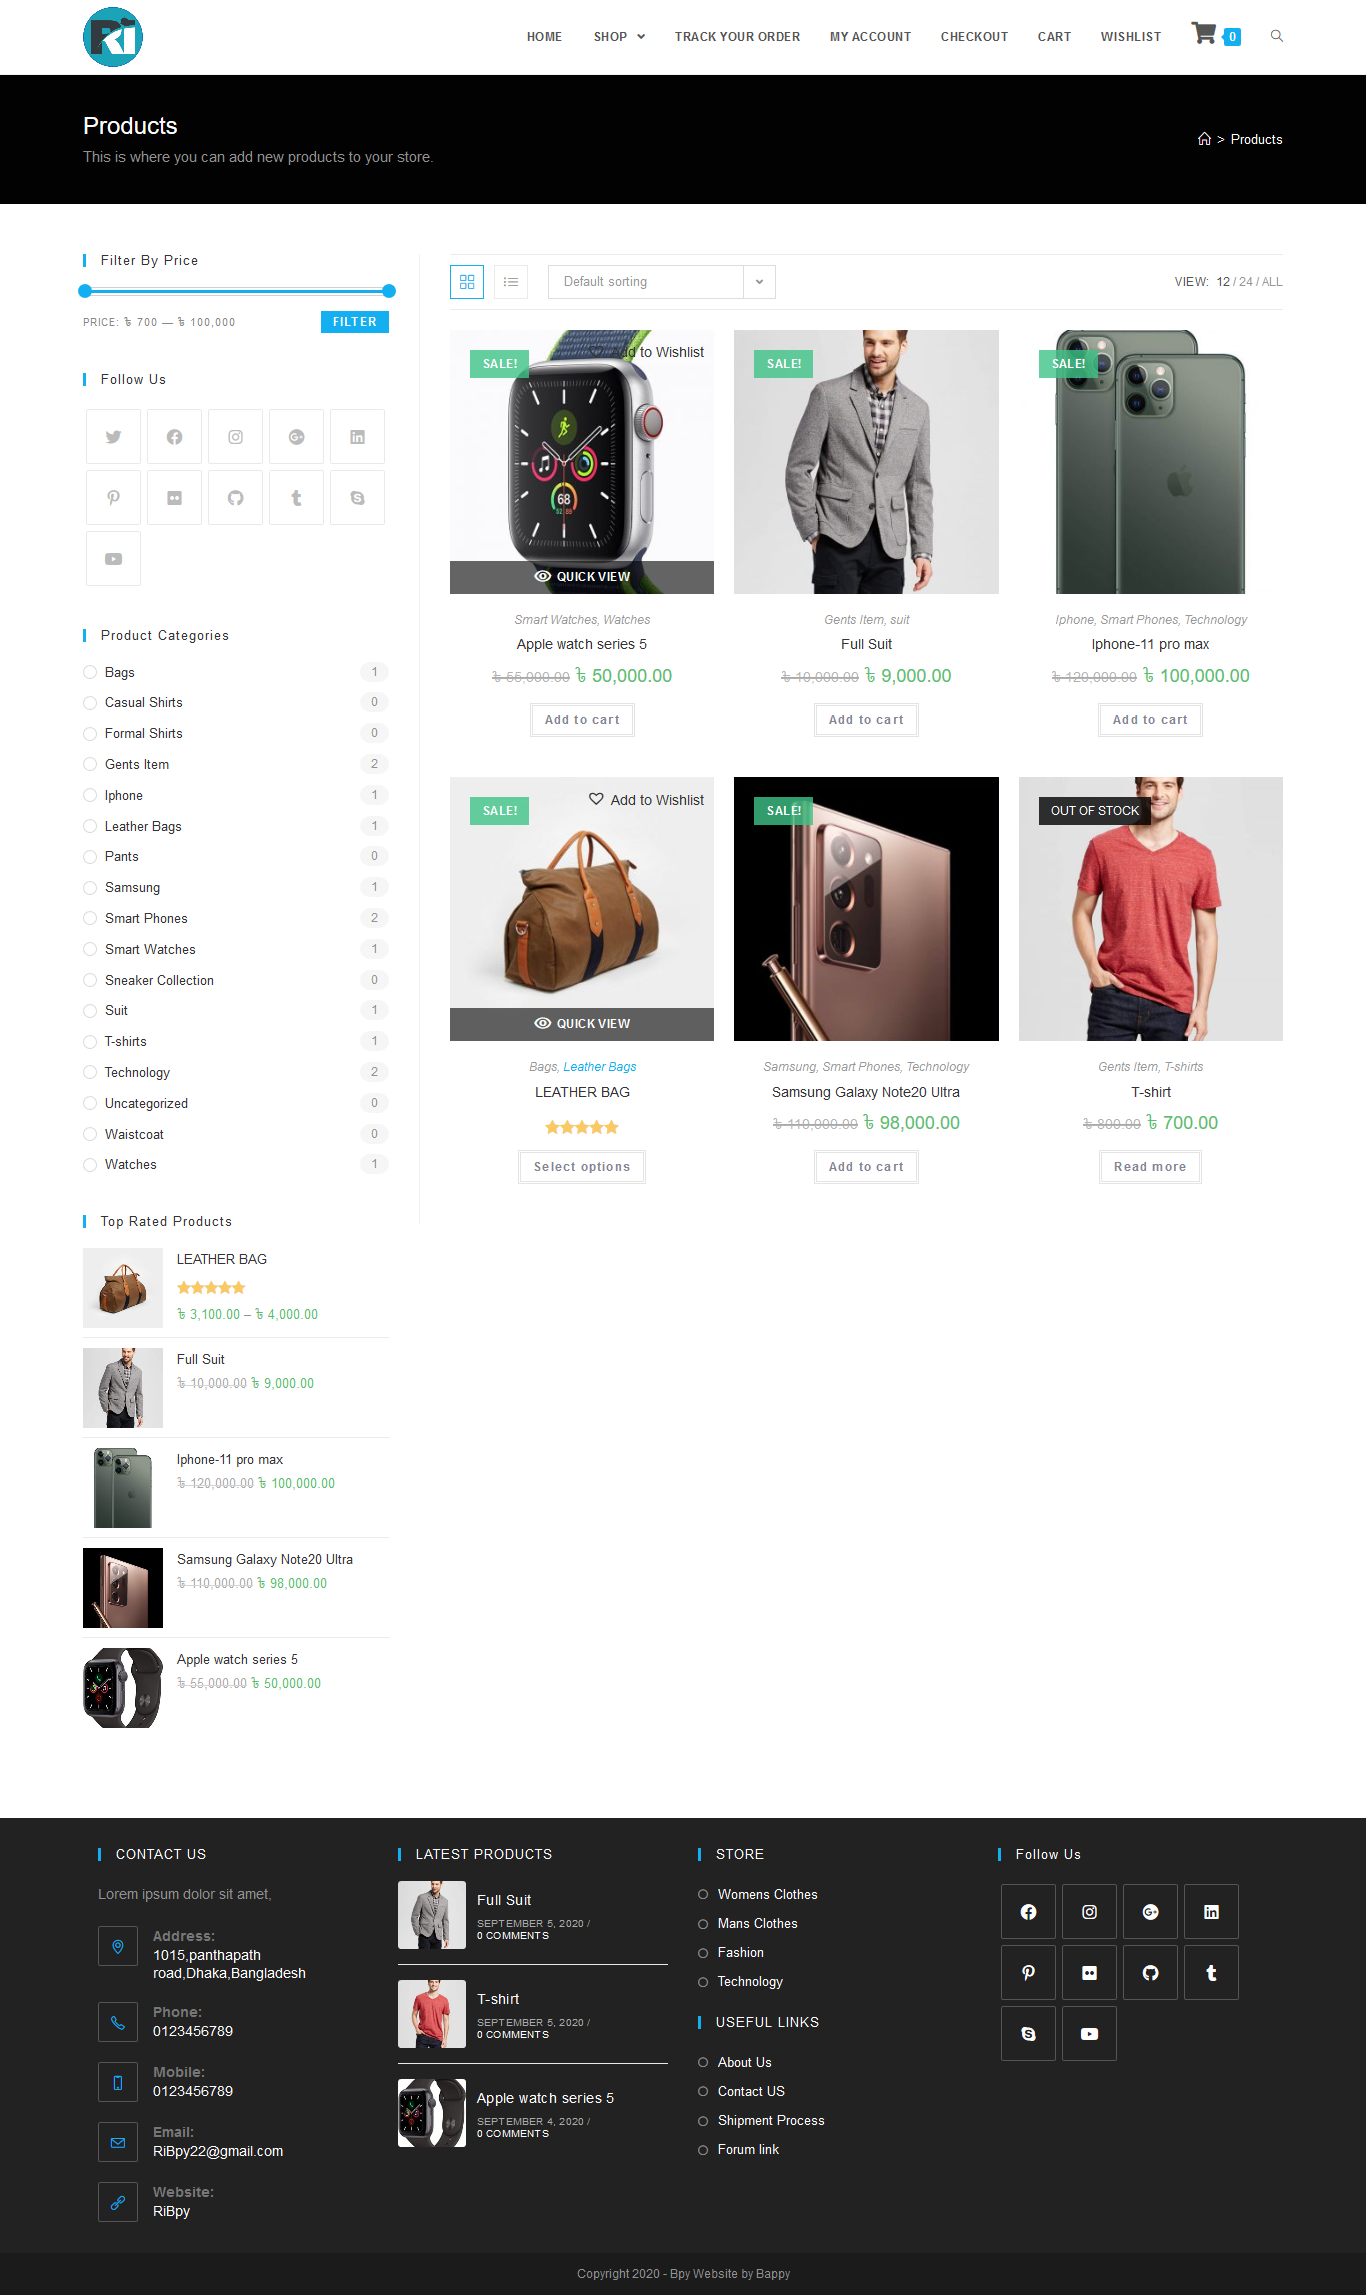 Ri
HOME SHOP TRACK YOUR ORDER MY ACCOUNT CHECKOUT CART WISHLIST 0
Products
This is where you can add new products to your store.
> Products
Filter By Price
PRICE: ৳ 700 — ৳ 100,000 FILTER
Follow Us
Product Categories
Bags 1
Casual Shirts 0
Formal Shirts 0
Gents Item 2
Iphone 1
Leather Bags 1
Pants 0
Samsung 1
Smart Phones 2
Smart Watches 1
Sneaker Collection 0
Suit 1
T-shirts 1
Technology 2
Uncategorized 0
Waistcoat 0
Watches 1
Top Rated Products
LEATHER BAG
৳ 3,100.00 – ৳ 4,000.00
Full Suit
৳ 10,000.00 ৳ 9,000.00
Iphone-11 pro max
৳ 120,000.00 ৳ 100,000.00
Samsung Galaxy Note20 Ultra
৳ 110,000.00 ৳ 98,000.00
Apple watch series 5
৳ 55,000.00 ৳ 50,000.00
Default sorting
VIEW: 12 / 24 / ALL
SALE! Add to Wishlist
68
QUICK VIEW
Smart Watches, Watches
Apple watch series 5
৳ 55,000.00 ৳ 50,000.00
Add to cart
SALE!
Gents Item, suit
Full Suit
৳ 10,000.00 ৳ 9,000.00
Add to cart
SALE!
Iphone, Smart Phones, Technology
Iphone-11 pro max
৳ 120,000.00 ৳ 100,000.00
Add to cart
SALE! Add to Wishlist
QUICK VIEW
Bags, Leather Bags
LEATHER BAG
Select options
SALE!
Samsung, Smart Phones, Technology
Samsung Galaxy Note20 Ultra
৳ 110,000.00 ৳ 98,000.00
Add to cart
OUT OF STOCK
Gents Item, T-shirts
T-shirt
৳ 800.00 ৳ 700.00
Read more
CONTACT US
Lorem ipsum dolor sit amet,
Address:
1015,panthapath
road,Dhaka,Bangladesh
Phone:
0123456789
Mobile:
0123456789
Email:
RiBpy22@gmail.com
Website:
RiBpy
LATEST PRODUCTS
Full Suit
SEPTEMBER 5, 2020 /
0 COMMENTS
T-shirt
SEPTEMBER 5, 2020 /
0 COMMENTS
Apple watch series 5
SEPTEMBER 4, 2020 /
0 COMMENTS
STORE
Womens Clothes
Mans Clothes
Fashion
Technology
USEFUL LINKS
About Us
Contact US
Shipment Process
Forum link
Follow Us
Copyright 2020 - Bpy Website by Bappy